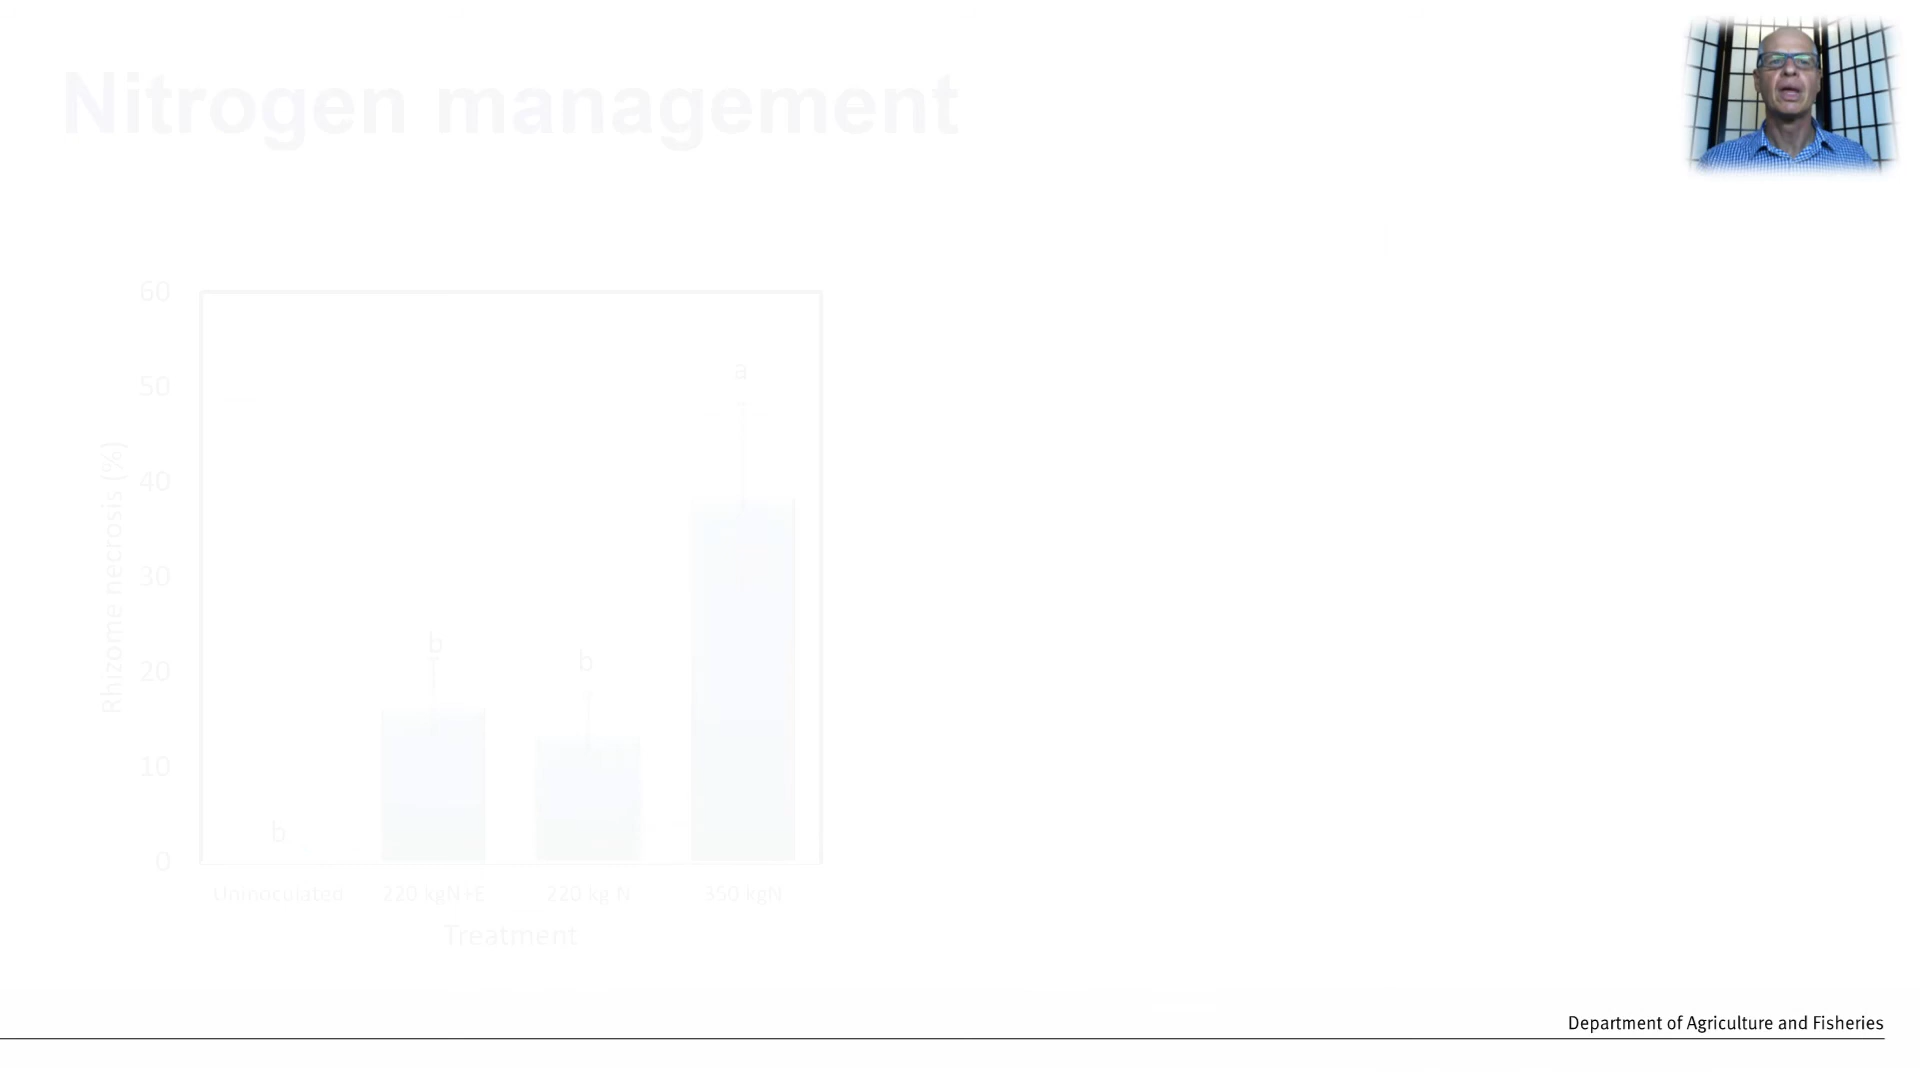 Nitrogen management
60
50
40
30
20
10
0
Rhizome necrosis (%)
a
b
b
b
Uninoculated 220 kgN+E 220 kg N 350 kgN
Treatment
Department of Agriculture and Fisheries